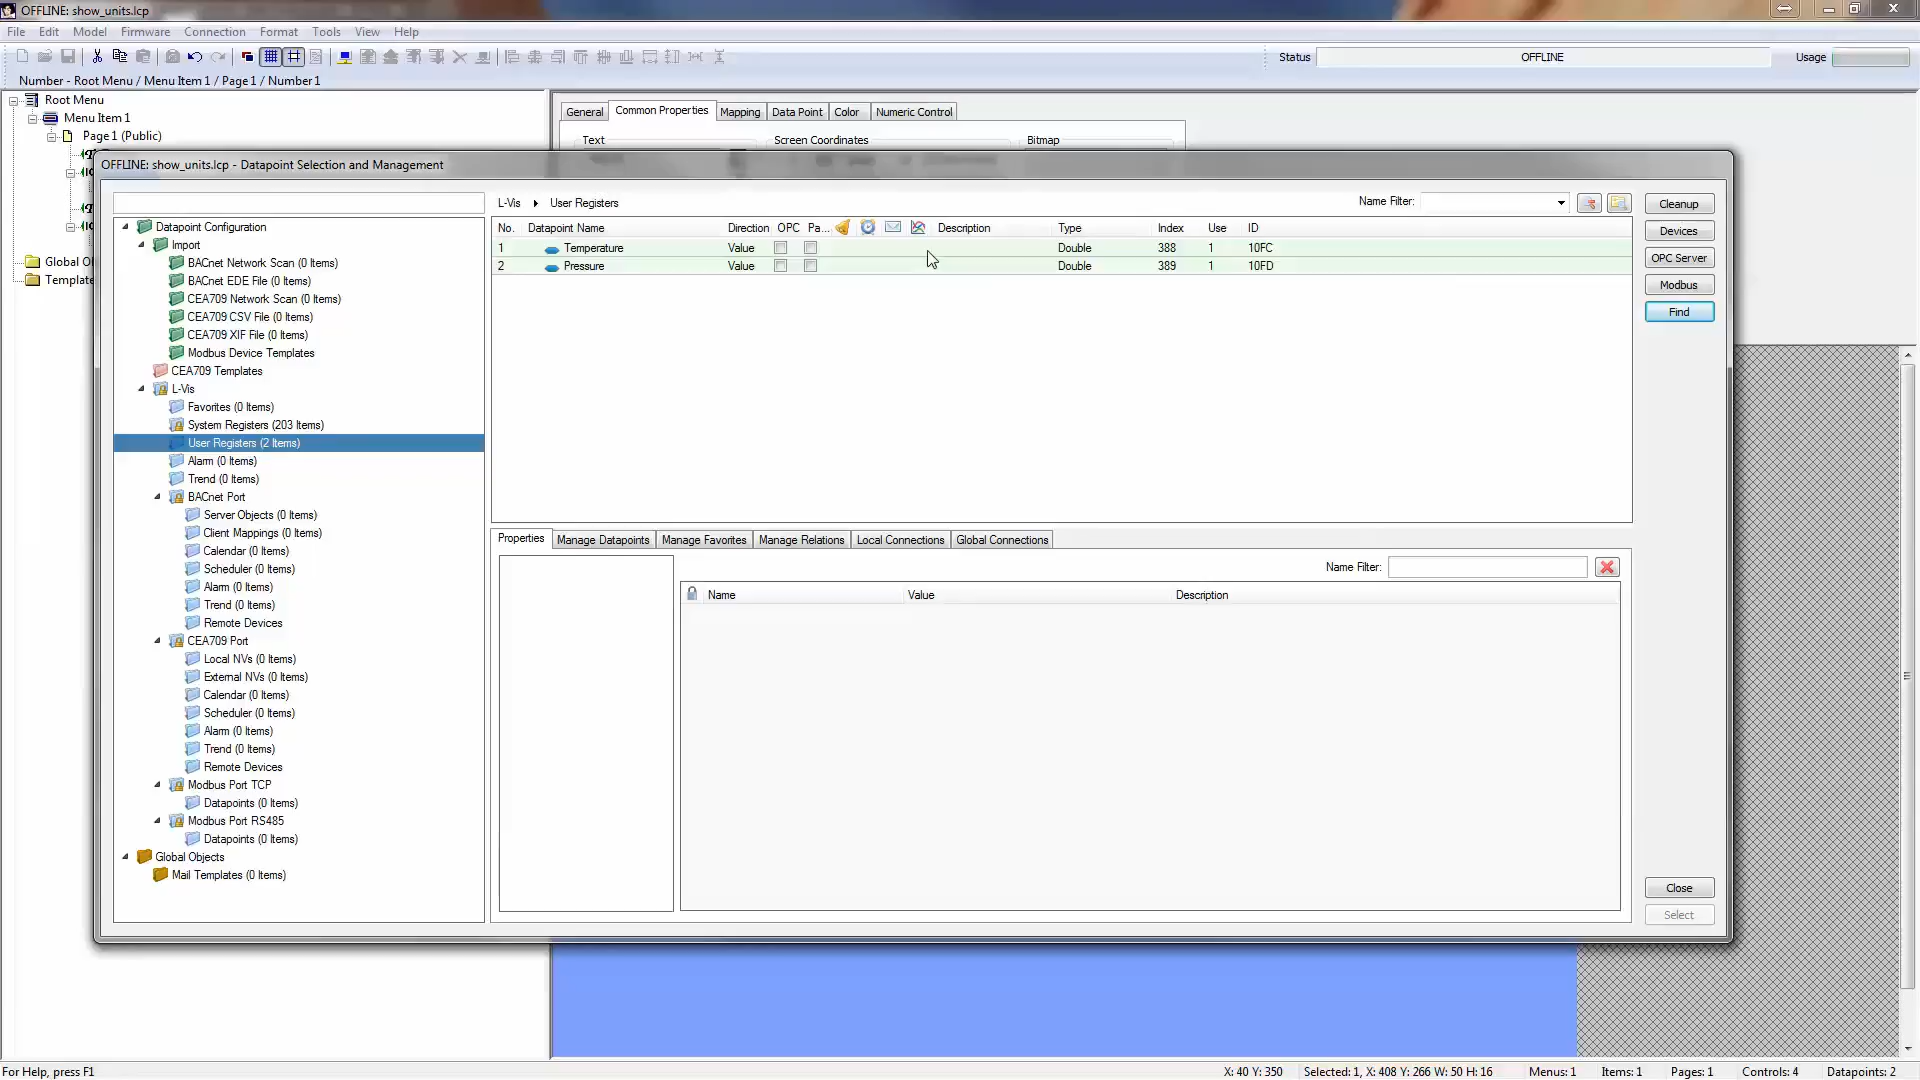 OFFLINE: show_units.lcp
File Edit Model Firmware Connection Format Tools View Help
Status OFFLINE Usage
Number - Root Menu / Menu Item 1 / Page 1 / Number 1
Root Menu
Menu Item 1
Page 1 (Public)
Global Ob
Template
General Common Properties Mapping Data Point Color Numeric Control
Text Screen Coordinates Bitmap
OFFLINE: show_units.lcp - Datapoint Selection and Management
Datapoint Configuration
Import
BACnet Network Scan (0 Items)
BACnet EDE File (0 Items)
CEA709 Network Scan (0 Items)
CEA709 CSV File (0 Items)
CEA709 XIF File (0 Items)
Modbus Device Templates
CEA709 Templates
L-Vis
Favorites (0 Items)
System Registers (203 Items)
User Registers (2 Items)
Alarm (0 Items)
Trend (0 Items)
BACnet Port
Server Objects (0 Items)
Client Mappings (0 Items)
Calendar (0 Items)
Scheduler (0 Items)
Alarm (0 Items)
Trend (0 Items)
Remote Devices
CEA709 Port
Local NVs (0 Items)
External NVs (0 Items)
Calendar (0 Items)
Scheduler (0 Items)
Alarm (0 Items)
Trend (0 Items)
Remote Devices
Modbus Port TCP
Datapoints (0 Items)
Modbus Port RS485
Datapoints (0 Items)
Global Objects
Mail Templates (0 Items)
L-Vis User Registers Name Filter:
No. Datapoint Name Direction OPC Pa... Description Type Index Use ID
1 Temperature Value Double 388 1 10FC
2 Pressure Value Double 389 1 10FD
Properties Manage Datapoints Manage Favorites Manage Relations Local Connections Global Connections
Name Filter:
Name Value Description
Cleanup
Devices
OPC Server
Modbus
Find
Close
Select
For Help, press F1 X: 40 Y: 350 Selected: 1, X: 408 Y: 266 W: 50 H: 16 Menus: 1 Items: 1 Pages: 1 Controls: 4 Datapoints: 2